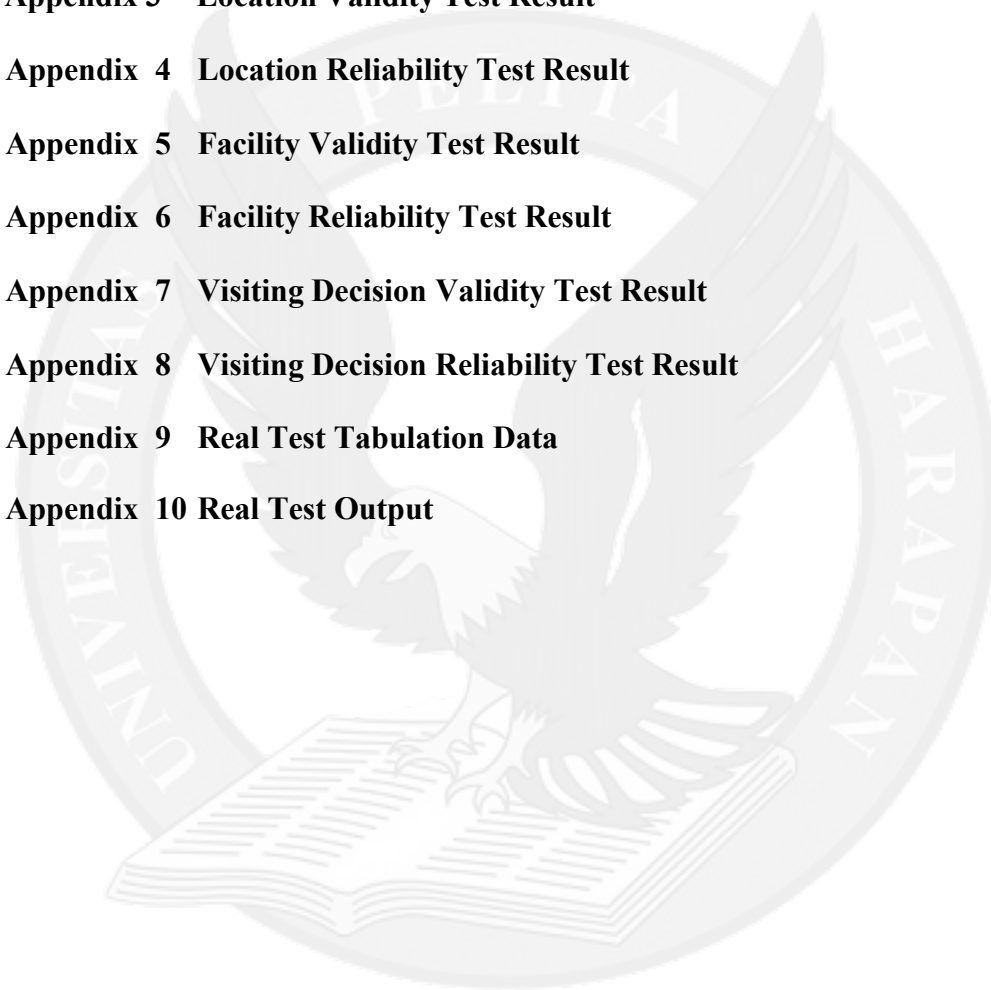 Appendix 3 Location Validity Test Result
Appendix 4 Location Reliability Test Result
Appendix 5 Facility Validity Test Result
Appendix 6 Facility Reliability Test Result
Appendix 7 Visiting Decision Validity Test Result
Appendix 8 Visiting Decision Reliability Test Result
Appendix 9 Real Test Tabulation Data
Appendix 10 Real Test Output
UNIVERSITAS PELITA HARAPAN